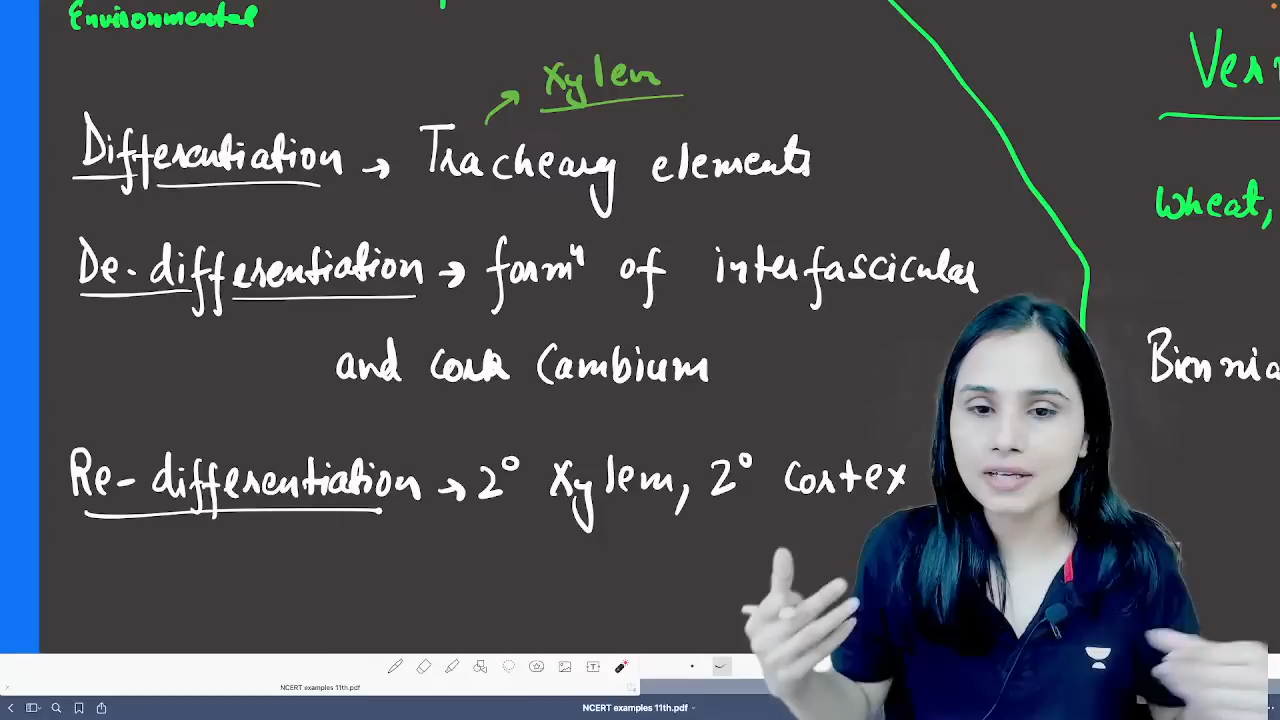 Environmental
Xylem
Differentiation → Tracheary elements
De-differentiation → formⁿ of interfascicular
and cork Cambium
Re-differentiation → 2° Xylem, 2° cortex
Ver
Wheat,
Biennia
NCERT examples 11th.pdf
NCERT examples 11th.pdf